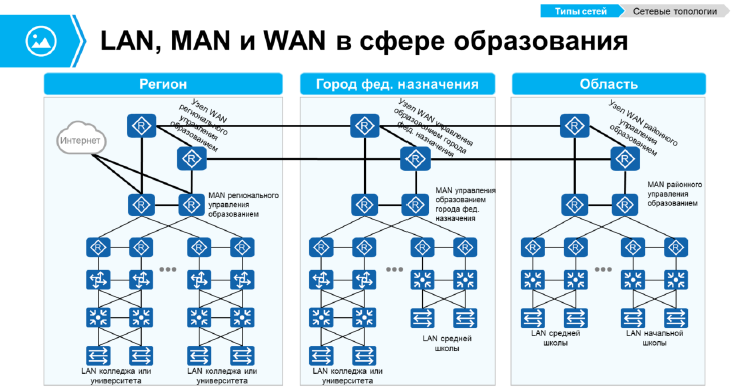 Типы сетей
Сетевые топологии
LAN, MAN и WAN в сфере образования
Регион
Город фед. назначения
Область
Узел WAN
регионального
управления
образованием
Узел WAN управления
образованием города
фед. назначения
Узел WAN районного
управления
образованием
Интернет
R
R
R
R
R
R
R
R
R
R
R
R
MAN регионального
управления
образованием
MAN управления
образованием
города фед.
назначения
MAN районного
управления
образованием
R
R
R
R
R
R
R
R
R
R
R
R
LAN колледжа или
университета
LAN колледжа или
университета
LAN колледжа или
университета
LAN средней
школы
LAN средней
школы
LAN начальной
школы